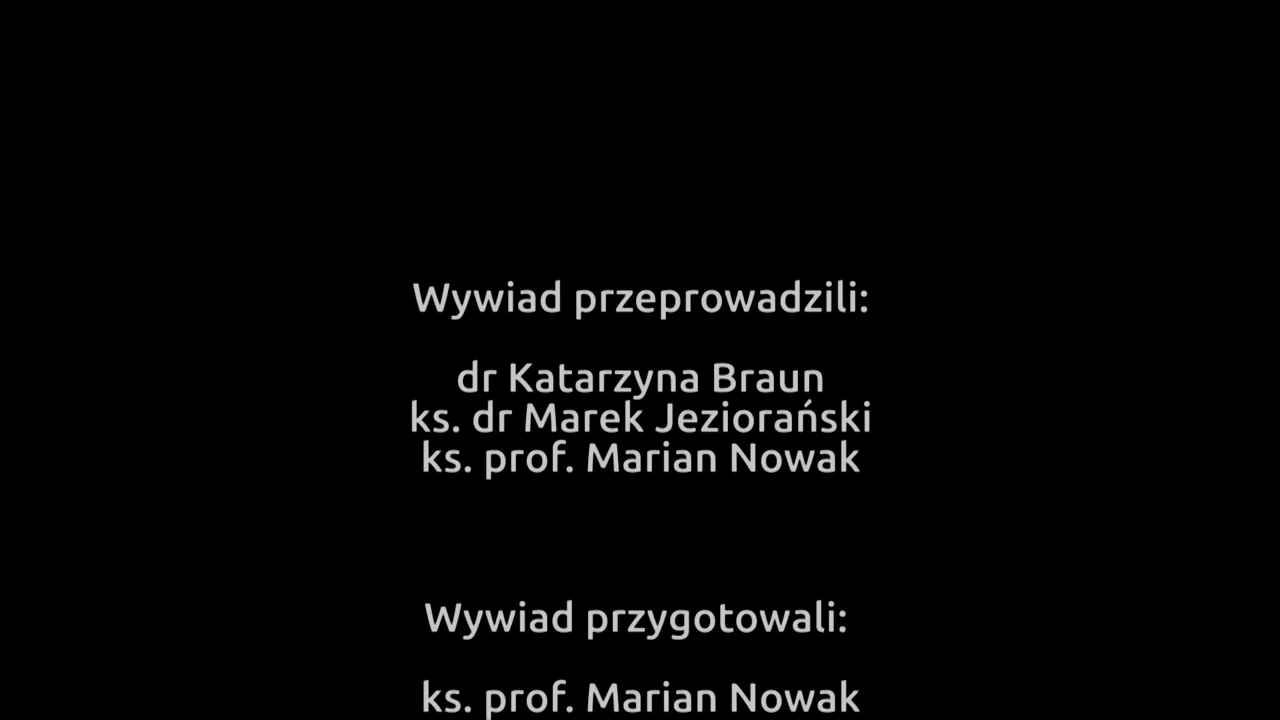 Wywiad przeprowadzili:
dr Katarzyna Braun
ks. dr Marek Jeziorański
ks. prof. Marian Nowak
Wywiad przygotowali:
ks. prof. Marian Nowak